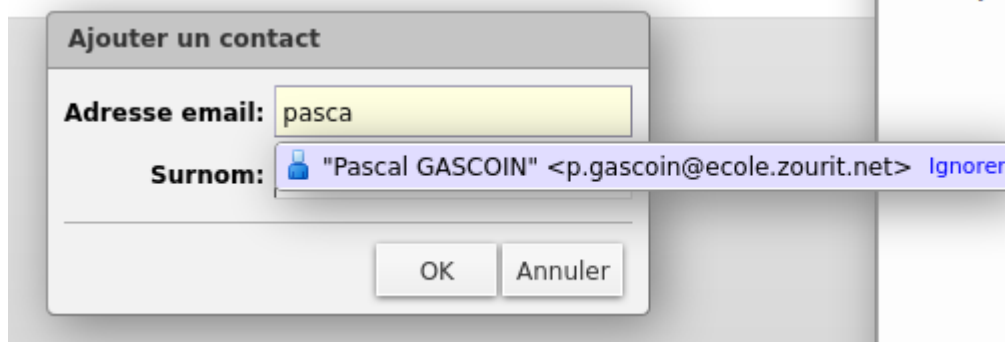 Ajouter un contact
Adresse email: pasca
"Pascal GASCOIN" <p.gascoin@ecole.zourit.net> Ignorer
Surnom:
OK Annuler